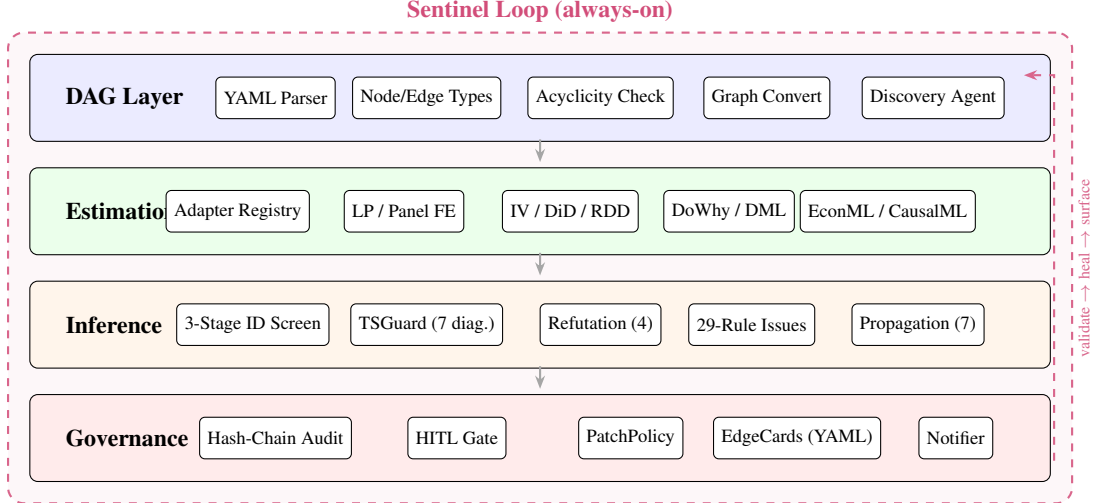 Sentinel Loop (always-on)
DAG Layer
YAML Parser
Node/Edge Types
Acyclicity Check
Graph Convert
Discovery Agent
Estimation
Adapter Registry
LP / Panel FE
IV / DiD / RDD
DoWhy / DML
EconML / CausalML
Inference
3-Stage ID Screen
TSGuard (7 diag.)
Refutation (4)
29-Rule Issues
Propagation (7)
Governance
Hash-Chain Audit
HITL Gate
PatchPolicy
EdgeCards (YAML)
Notifier
validate → heal → surface